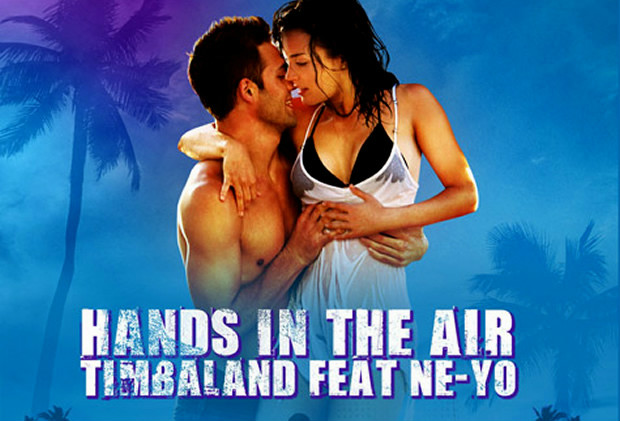 HANDS IN THE AIR
TIMBALAND FEAT NE-YO